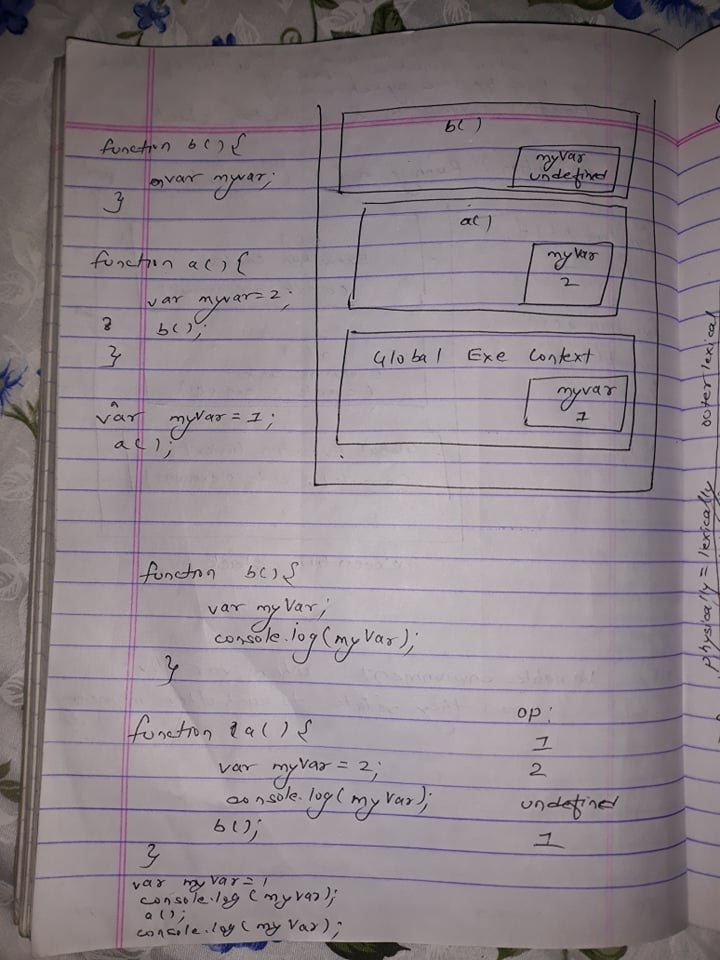 function b(){
var myvar;
}
function a(){
var myvar=2;
b();
}
var myVar = 1;
a();
b()
myVar
undefined
a()
myVar
2
Global Exe Context
myvar
1
function b(){
var myVar;
console.log(myVar);
}
function a(){
var myVar = 2;
console.log(myVar);
b();
}
var myVar = 1
console.log(myVar);
a();
console.log(myVar);
op:
1
2
undefined
1
physically = lexically
outer lexical